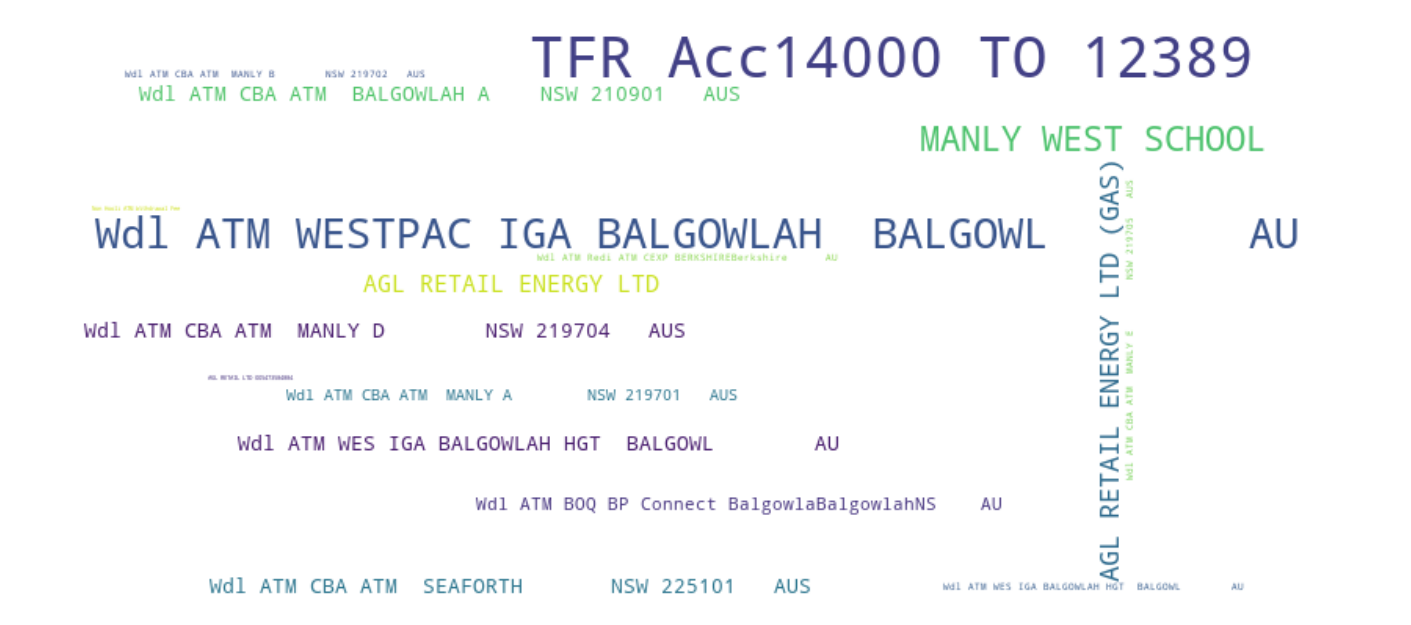 TFR Acc14000 TO 12389
Wdl ATM CBA ATM MANLY B NSW 219702 AUS
Wdl ATM CBA ATM BALGOWLAH A NSW 210901 AUS
MANLY WEST SCHOOL
Wdl ATM WESTPAC IGA BALGOWLAH BALGOWL AU
Wdl ATM Redi ATM CEXP BERKSHIREBerkshire AU
AGL RETAIL ENERGY LTD
Wdl ATM CBA ATM MANLY D NSW 219704 AUS
AGL RETAIL LTD
Wdl ATM CBA ATM MANLY A NSW 219701 AUS
Wdl ATM WES IGA BALGOWLAH HGT BALGOWL AU
Wdl ATM BOQ BP Connect BalgowlaBalgowlahNS AU
Wdl ATM CBA ATM SEAFORTH NSW 225101 AUS
Wdl ATM WES IGA BALGOWLAH HGT BALGOWL AU
AGL RETAIL ENERGY LTD (GAS)
Wdl ATM CBA ATM MANLY E NSW 219705 AUS